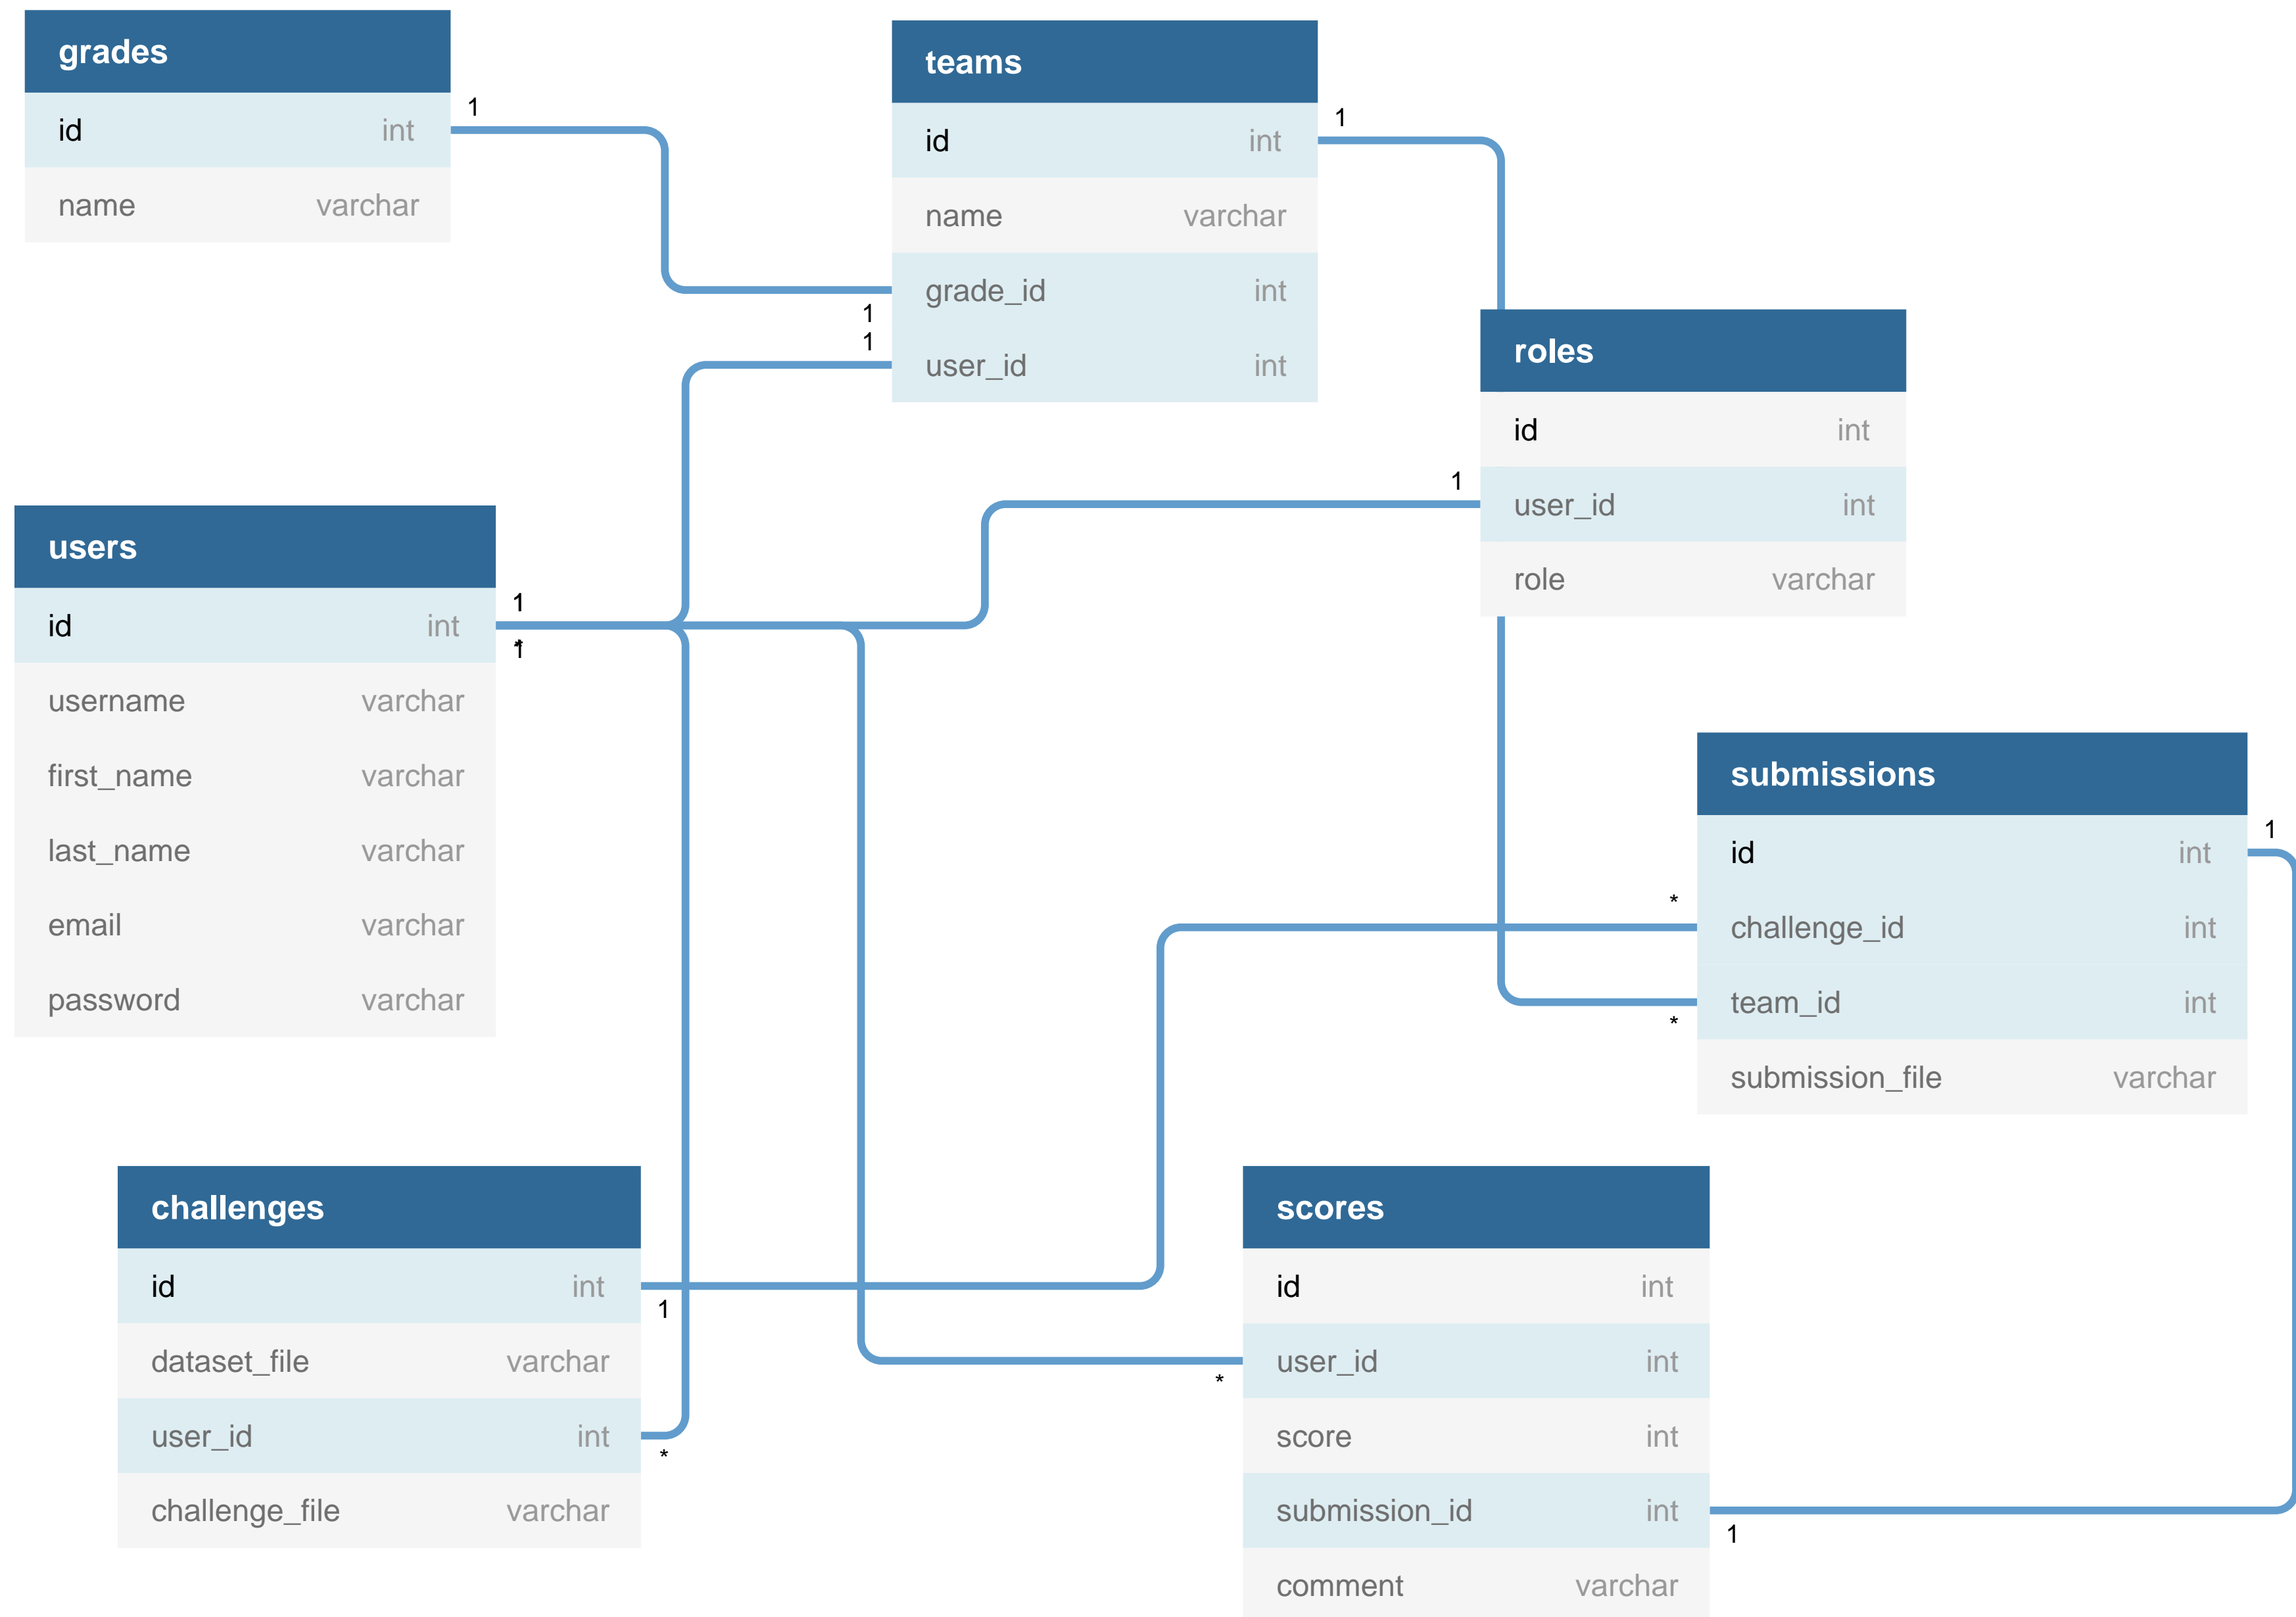 grades
id int
name varchar
1
teams
id int
name varchar
grade_id int
user_id int
1
1
1
roles
id int
user_id int
role varchar
1
users
id int
username varchar
first_name varchar
last_name varchar
email varchar
password varchar
1
submissions
id int
challenge_id int
team_id int
submission_file varchar
1
*
*
challenges
id int
dataset_file varchar
user_id int
challenge_file varchar
1
*
scores
id int
user_id int
score int
submission_id int
comment varchar
*
1